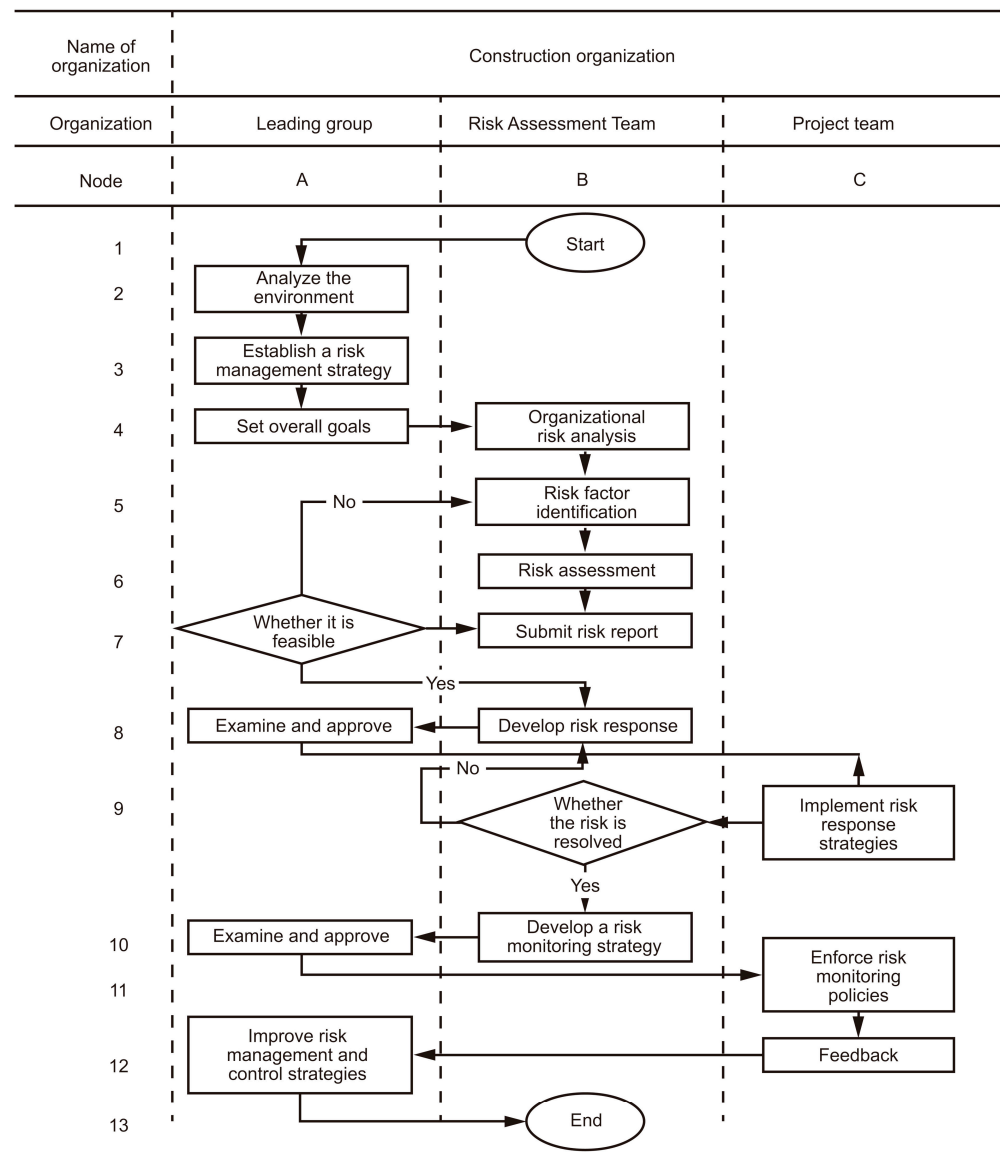 Name of
organization
Construction organization
Organization
Leading group
Risk Assessment Team
Project team
Node
A
B
C
1
Start
2
Analyze the
environment
3
Establish a risk
management strategy
4
Set overall goals
Organizational
risk analysis
5
No
Risk factor
identification
6
Risk assessment
7
Whether it is
feasible
Submit risk report
Yes
8
Examine and approve
Develop risk response
No
9
Whether
the risk is
resolved
Implement risk
response
strategies
Yes
10
Examine and approve
Develop a risk
monitoring strategy
11
Enforce risk
monitoring
policies
12
Improve risk
management and
control strategies
Feedback
13
End